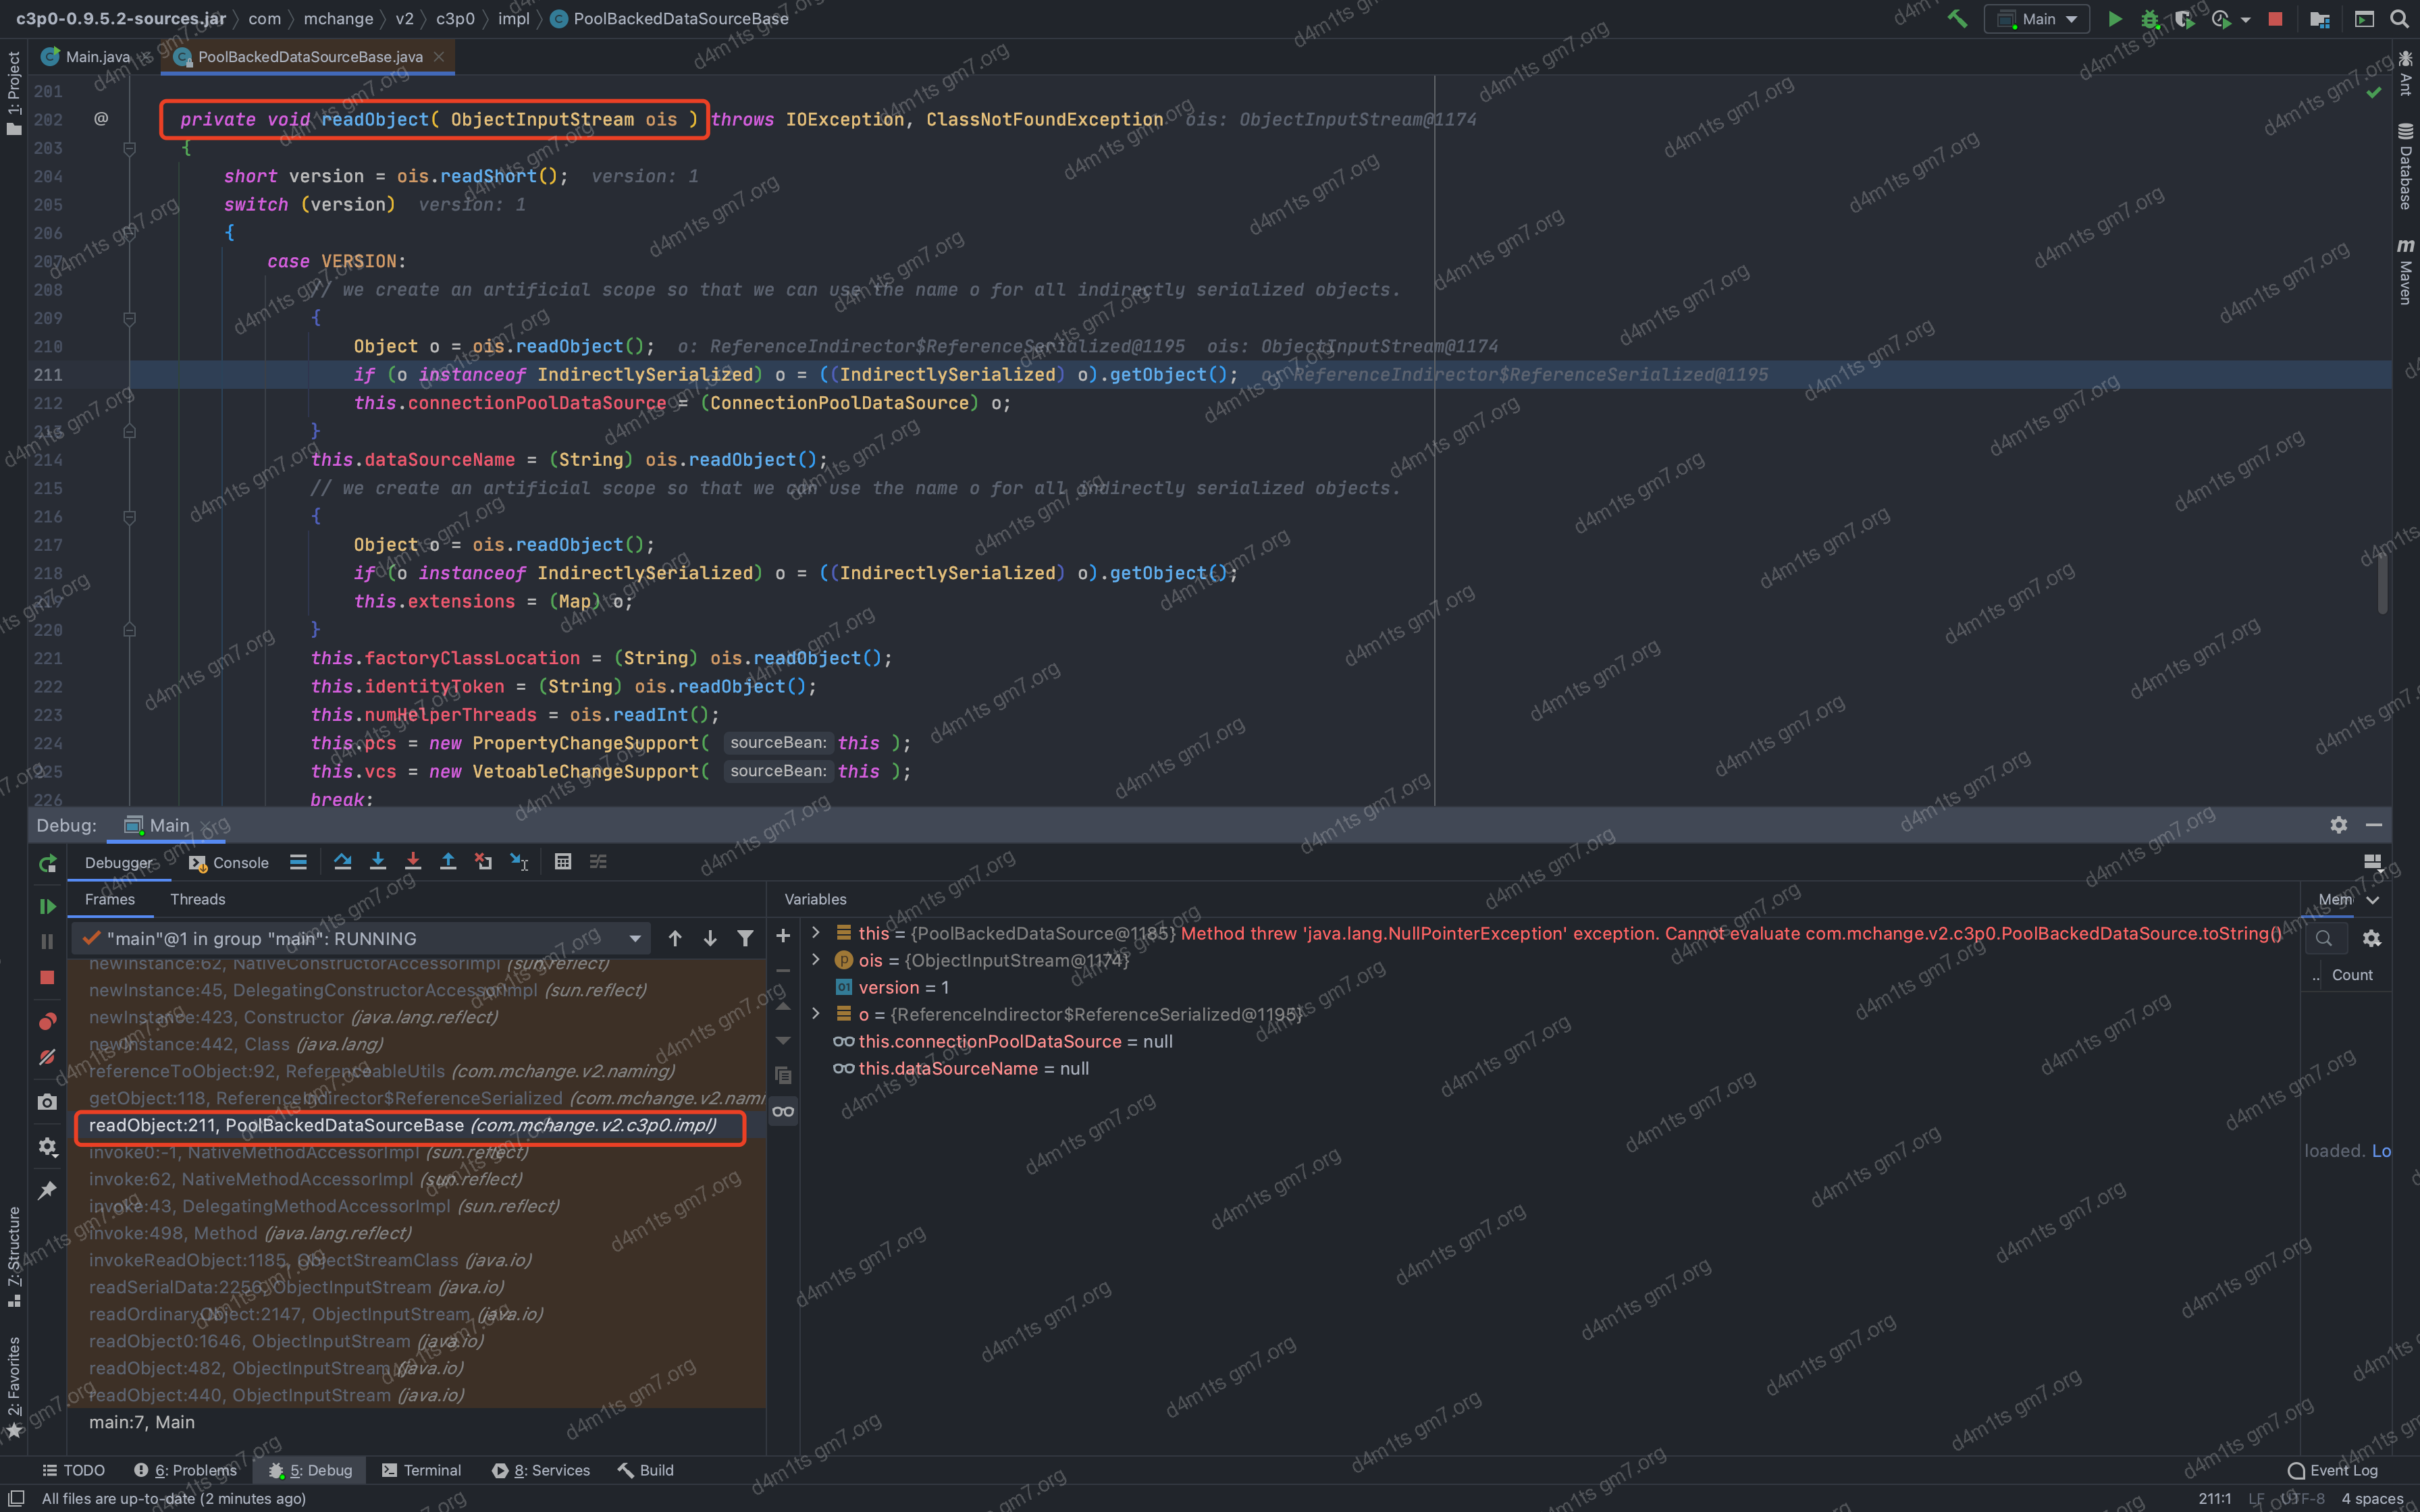 c3p0-0.9.5.2-sources.jar 〉 com 〉 mchange 〉 v2 〉 c3p0 〉 impl 〉 PoolBackedDataSourceBase
Main
Main.java
PoolBackedDataSourceBase.java
1: Project
Ant
Database
Maven
201
202 @ private void readObject( ObjectInputStream ois ) throws IOException, ClassNotFoundException ois: ObjectInputStream@1174
203 {
204 short version = ois.readShort(); version: 1
205 switch (version) version: 1
206 {
207 case VERSION:
208 // we create an artificial scope so that we can use the name o for all indirectly serialized objects.
209 {
210 Object o = ois.readObject(); o: ReferenceIndirector$ReferenceSerialized@1195 ois: ObjectInputStream@1174
211 if (o instanceof IndirectlySerialized) o = ((IndirectlySerialized) o).getObject(); o: ReferenceIndirector$ReferenceSerialized@1195
212 this.connectionPoolDataSource = (ConnectionPoolDataSource) o;
213 }
214 this.dataSourceName = (String) ois.readObject();
215 // we create an artificial scope so that we can use the name o for all indirectly serialized objects.
216 {
217 Object o = ois.readObject();
218 if (o instanceof IndirectlySerialized) o = ((IndirectlySerialized) o).getObject();
219 this.extensions = (Map) o;
220 }
221 this.factoryClassLocation = (String) ois.readObject();
222 this.identityToken = (String) ois.readObject();
223 this.numHelperThreads = ois.readInt();
224 this.pcs = new PropertyChangeSupport( sourceBean: this );
225 this.vcs = new VetoableChangeSupport( sourceBean: this );
226 break;
Debug: Main
Debugger Console
Frames Threads
"main"@1 in group "main": RUNNING
newInstance:62, NativeConstructorAccessorImpl (sun.reflect)
newInstance:45, DelegatingConstructorAccessorImpl (sun.reflect)
newInstance:423, Constructor (java.lang.reflect)
newInstance:442, Class (java.lang)
referenceToObject:92, ReferenceableUtils (com.mchange.v2.naming)
getObject:118, ReferenceIndirector$ReferenceSerialized (com.mchange.v2.nami
readObject:211, PoolBackedDataSourceBase (com.mchange.v2.c3p0.impl)
invoke0:-1, NativeMethodAccessorImpl (sun.reflect)
invoke:62, NativeMethodAccessorImpl (sun.reflect)
invoke:43, DelegatingMethodAccessorImpl (sun.reflect)
invoke:498, Method (java.lang.reflect)
invokeReadObject:1185, ObjectStreamClass (java.io)
readSerialData:2256, ObjectInputStream (java.io)
readOrdinaryObject:2147, ObjectInputStream (java.io)
readObject0:1646, ObjectInputStream (java.io)
readObject:482, ObjectInputStream (java.io)
readObject:440, ObjectInputStream (java.io)
main:7, Main
Variables
this = {PoolBackedDataSource@1185} Method threw 'java.lang.NullPointerException' exception. Cannot evaluate com.mchange.v2.c3p0.PoolBackedDataSource.toString()
ois = {ObjectInputStream@1174}
version = 1
o = {ReferenceIndirector$ReferenceSerialized@1195}
this.connectionPoolDataSource = null
this.dataSourceName = null
Mem
.. Count
loaded. Lo
7: Structure
2: Favorites
TODO 6: Problems 5: Debug Terminal 8: Services Build Event Log
All files are up-to-date (2 minutes ago) 211:1 LF UTF-8 4 spaces
d4m1ts gm7.org